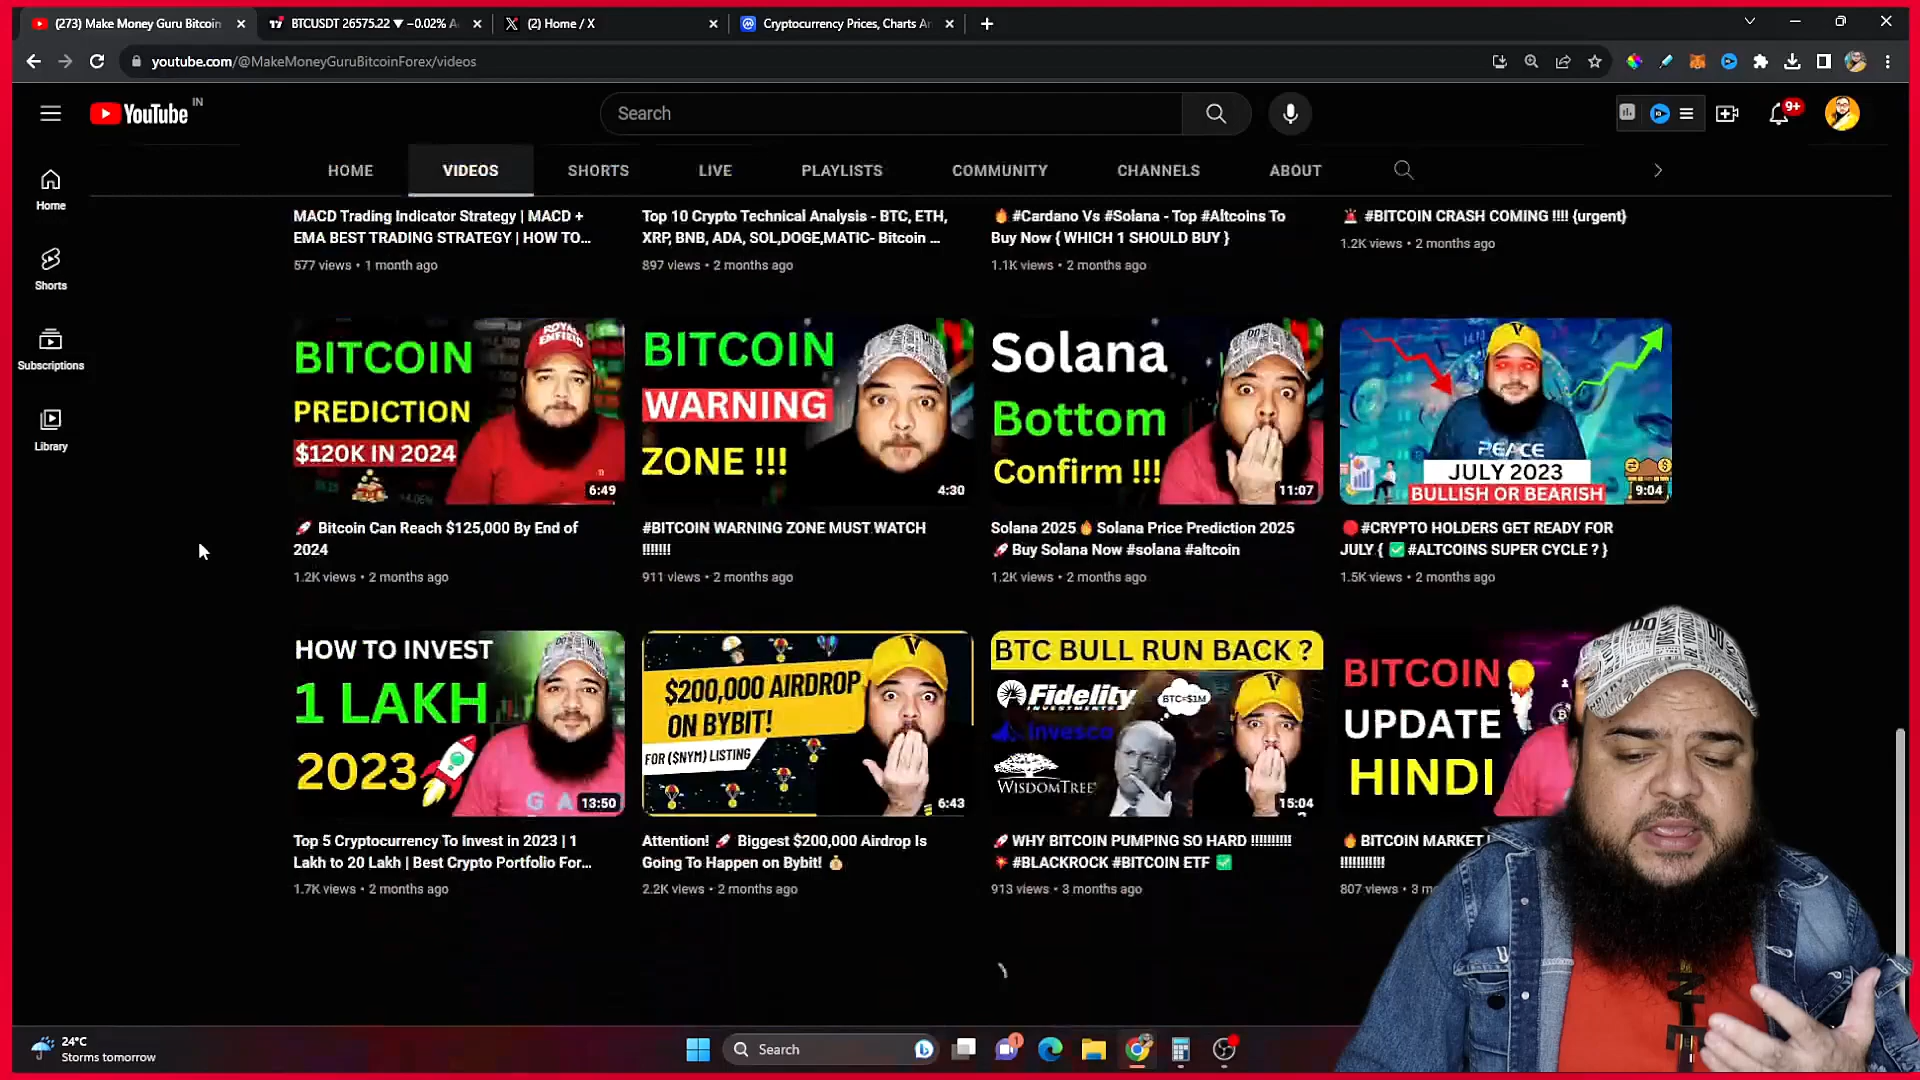 (273) Make Money Guru Bitcoin
BTCUSDT 26575.22 ▼ −0.02% A
(2) Home / X
Cryptocurrency Prices, Charts An
youtube.com/@MakeMoneyGuruBitcoinForex/videos
YouTube IN
Search
9+
HOME
VIDEOS
SHORTS
LIVE
PLAYLISTS
COMMUNITY
CHANNELS
ABOUT
Home
Shorts
Subscriptions
Library
MACD Trading Indicator Strategy | MACD +
EMA BEST TRADING STRATEGY | HOW TO...
577 views • 1 month ago
Top 10 Crypto Technical Analysis - BTC, ETH,
XRP, BNB, ADA, SOL,DOGE,MATIC- Bitcoin ...
897 views • 2 months ago
🔥 #Cardano Vs #Solana - Top #Altcoins To
Buy Now { WHICH 1 SHOULD BUY }
1.1K views • 2 months ago
🚨 #BITCOIN CRASH COMING !!!! {urgent}
1.2K views • 2 months ago
ROYAL
ENFIELD
BITCOIN
PREDICTION
$120K IN 2024
6:49
🚀 Bitcoin Can Reach $125,000 By End of
2024
1.2K views • 2 months ago
BITCOIN
WARNING
ZONE !!!
4:30
#BITCOIN WARNING ZONE MUST WATCH
!!!!!!!
911 views • 2 months ago
Solana
Bottom
Confirm !!!
11:07
Solana 2025🔥Solana Price Prediction 2025
🚀Buy Solana Now #solana #altcoin
1.2K views • 2 months ago
PEACE
JULY 2023
BULLISH OR BEARISH
9:04
🔴#CRYPTO HOLDERS GET READY FOR
JULY { ✅ #ALTCOINS SUPER CYCLE ? }
1.5K views • 2 months ago
HOW TO INVEST
1 LAKH
2023
13:50
Top 5 Cryptocurrency To Invest in 2023 | 1
Lakh to 20 Lakh | Best Crypto Portfolio For...
1.7K views • 2 months ago
$200,000 AIRDROP
ON BYBIT!
FOR ($NYM) LISTING
6:43
Attention! 🚀 Biggest $200,000 Airdrop Is
Going To Happen on Bybit! 💰
2.2K views • 2 months ago
BTC BULL RUN BACK ?
Fidelity
INVESTMENTS
BTC=$1M
invesco
WISDOMTREE
15:04
🚀WHY BITCOIN PUMPING SO HARD !!!!!!!!!!
💥#BLACKROCK #BITCOIN ETF ✅
913 views • 3 months ago
BITCOIN
UPDATE
HINDI
🔥BITCOIN MARKET
!!!!!!!!!!!
807 views • 3 m
24°C
Storms tomorrow
Search
1